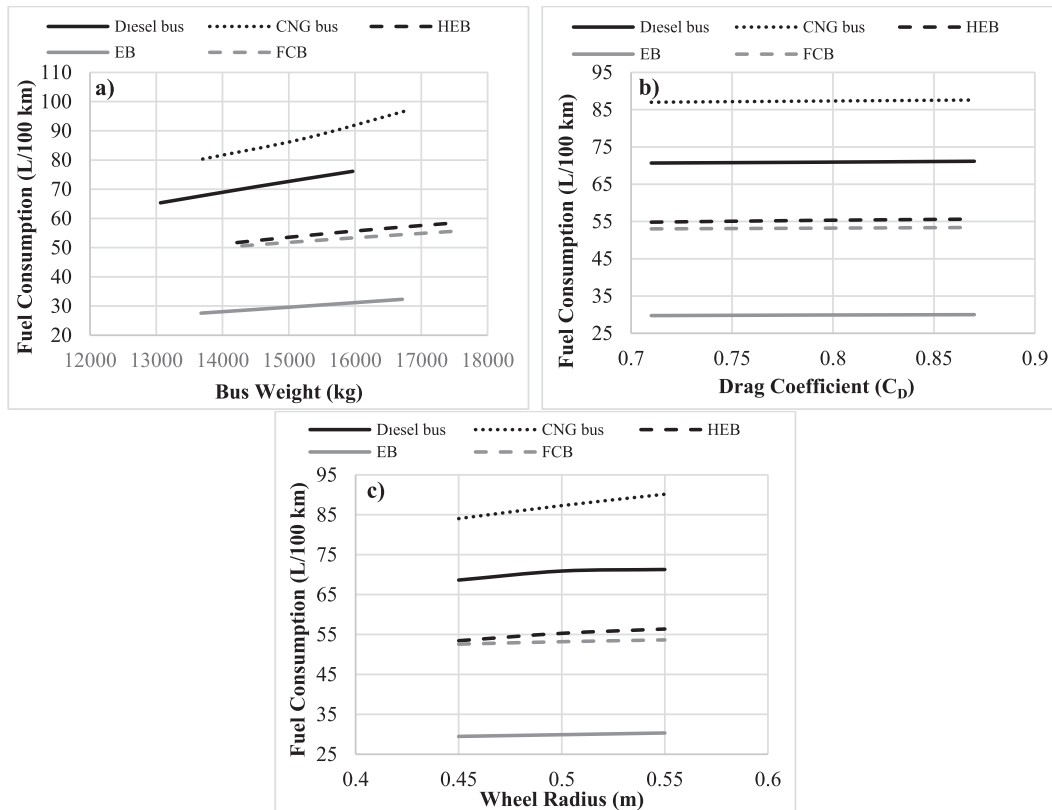 Dıesel bus CNG bus HEB
EB FCB
a)
Fuel Consumption (L/100 km)
110
100
90
80
70
60
50
40
30
20
12000 13000 14000 15000 16000 17000 18000
Bus Weight (kg)
Dıesel bus CNG bus HEB
EB FCB
b)
Fuel Consumption (L/100 km)
95
85
75
65
55
45
35
25
0.7 0.75 0.8 0.85 0.9
Drag Coefficient (CD)
Dıesel bus CNG bus HEB
EB FCB
c)
Fuel Consumption (L/100 km)
95
85
75
65
55
45
35
25
0.4 0.45 0.5 0.55 0.6
Wheel Radius (m)